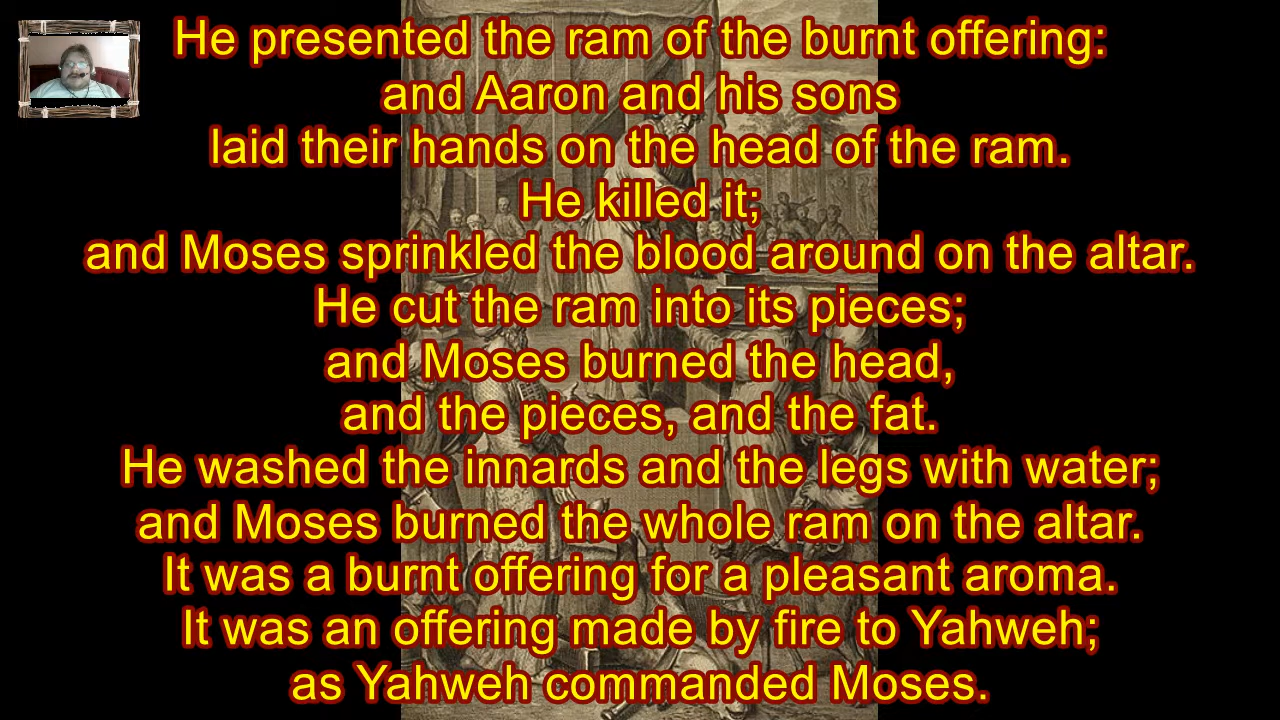 He presented the ram of the burnt offering:
and Aaron and his sons
laid their hands on the head of the ram.
He killed it;
and Moses sprinkled the blood around on the altar.
He cut the ram into its pieces;
and Moses burned the head,
and the pieces, and the fat.
He washed the innards and the legs with water;
and Moses burned the whole ram on the altar.
It was a burnt offering for a pleasant aroma.
It was an offering made by fire to Yahweh;
as Yahweh commanded Moses.